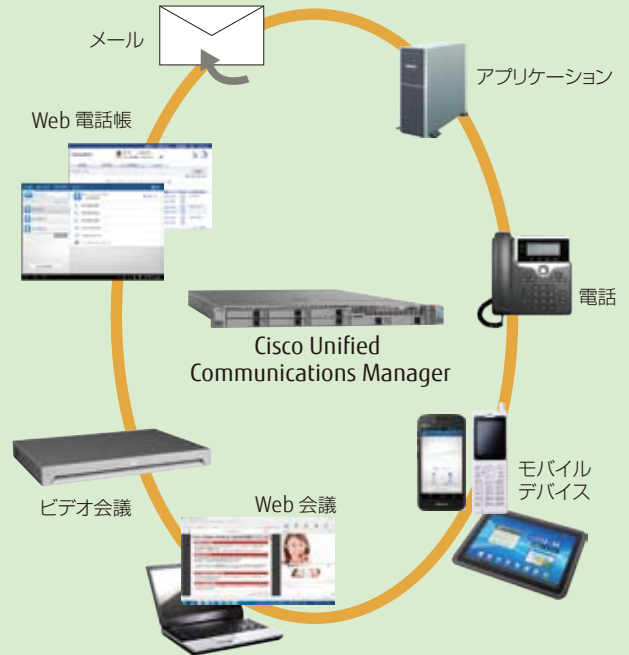 メール
アプリケーション
Web 電話帳
電話
Cisco Unified
Communications Manager
モバイル
デバイス
ビデオ会議
Web 会議